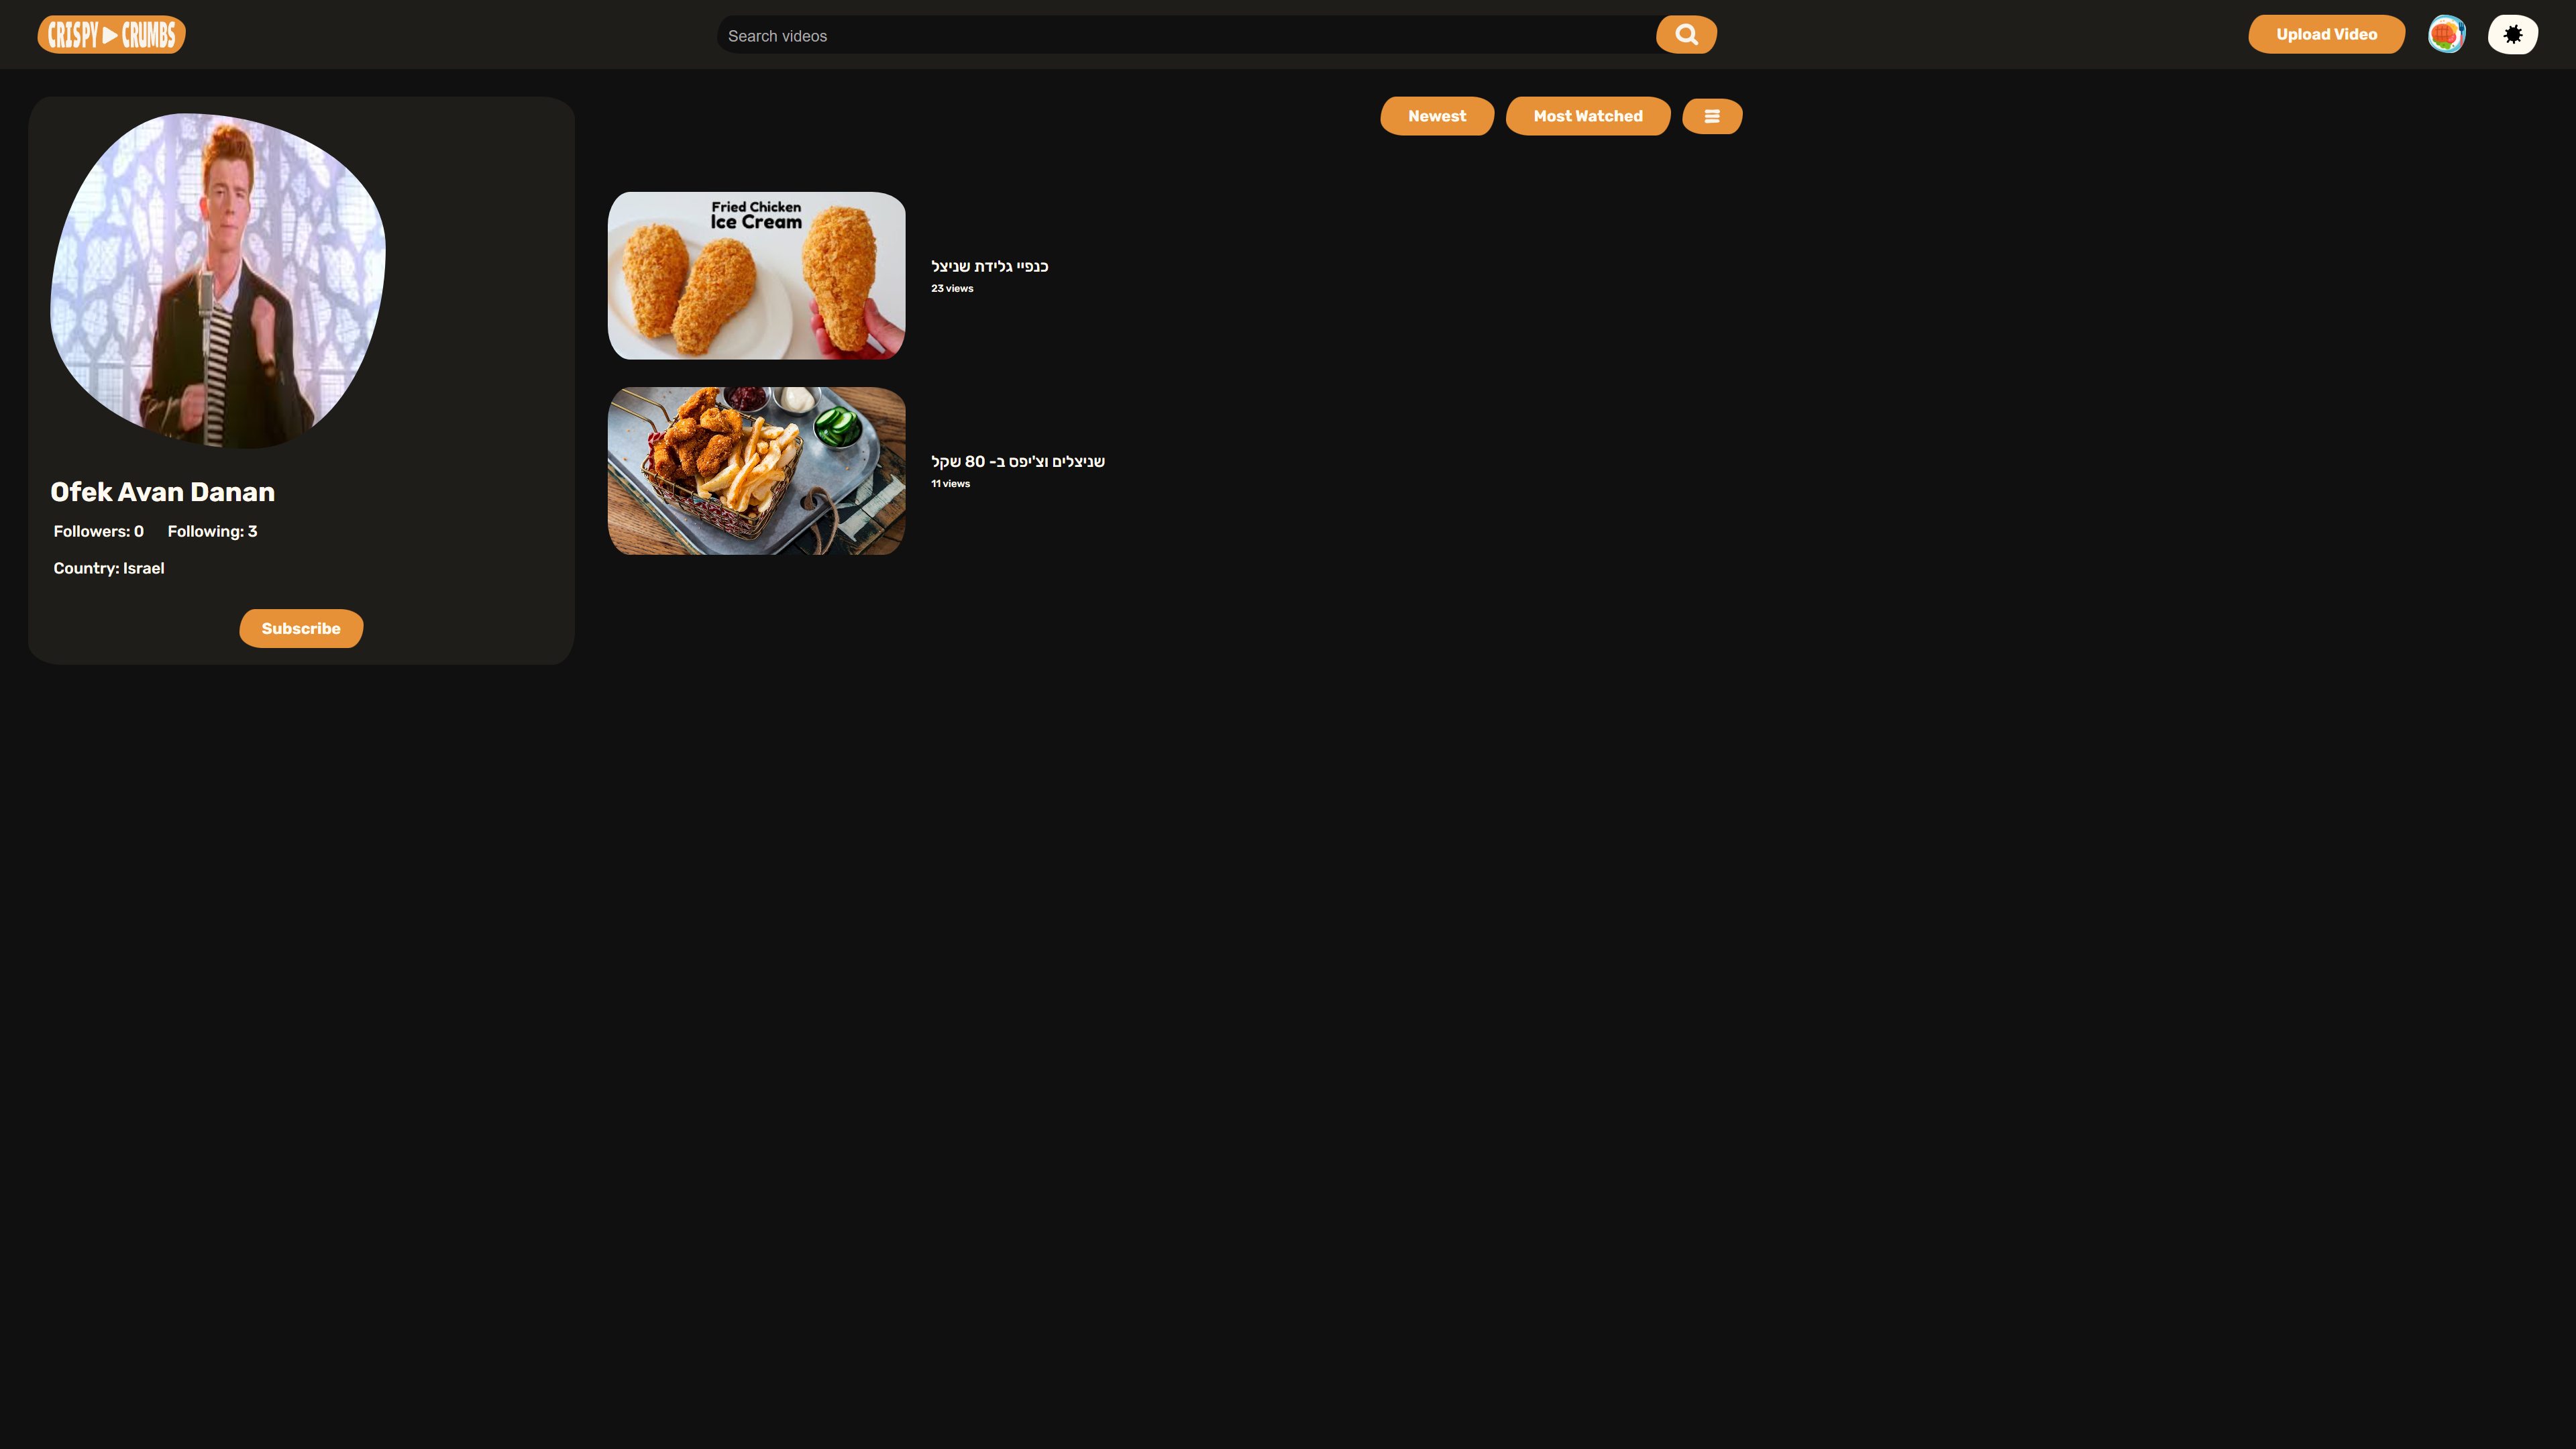 CRISPY CRUMBS
Search videos
Upload Video
Newest
Most Watched
Fried Chicken
Ice Cream
כנפיי גלידת שניצל
23 views
שניצלים וצ'יפס ב- 80 שקל
11 views
Ofek Avan Danan
Followers: 0 Following: 3
Country: Israel
Subscribe